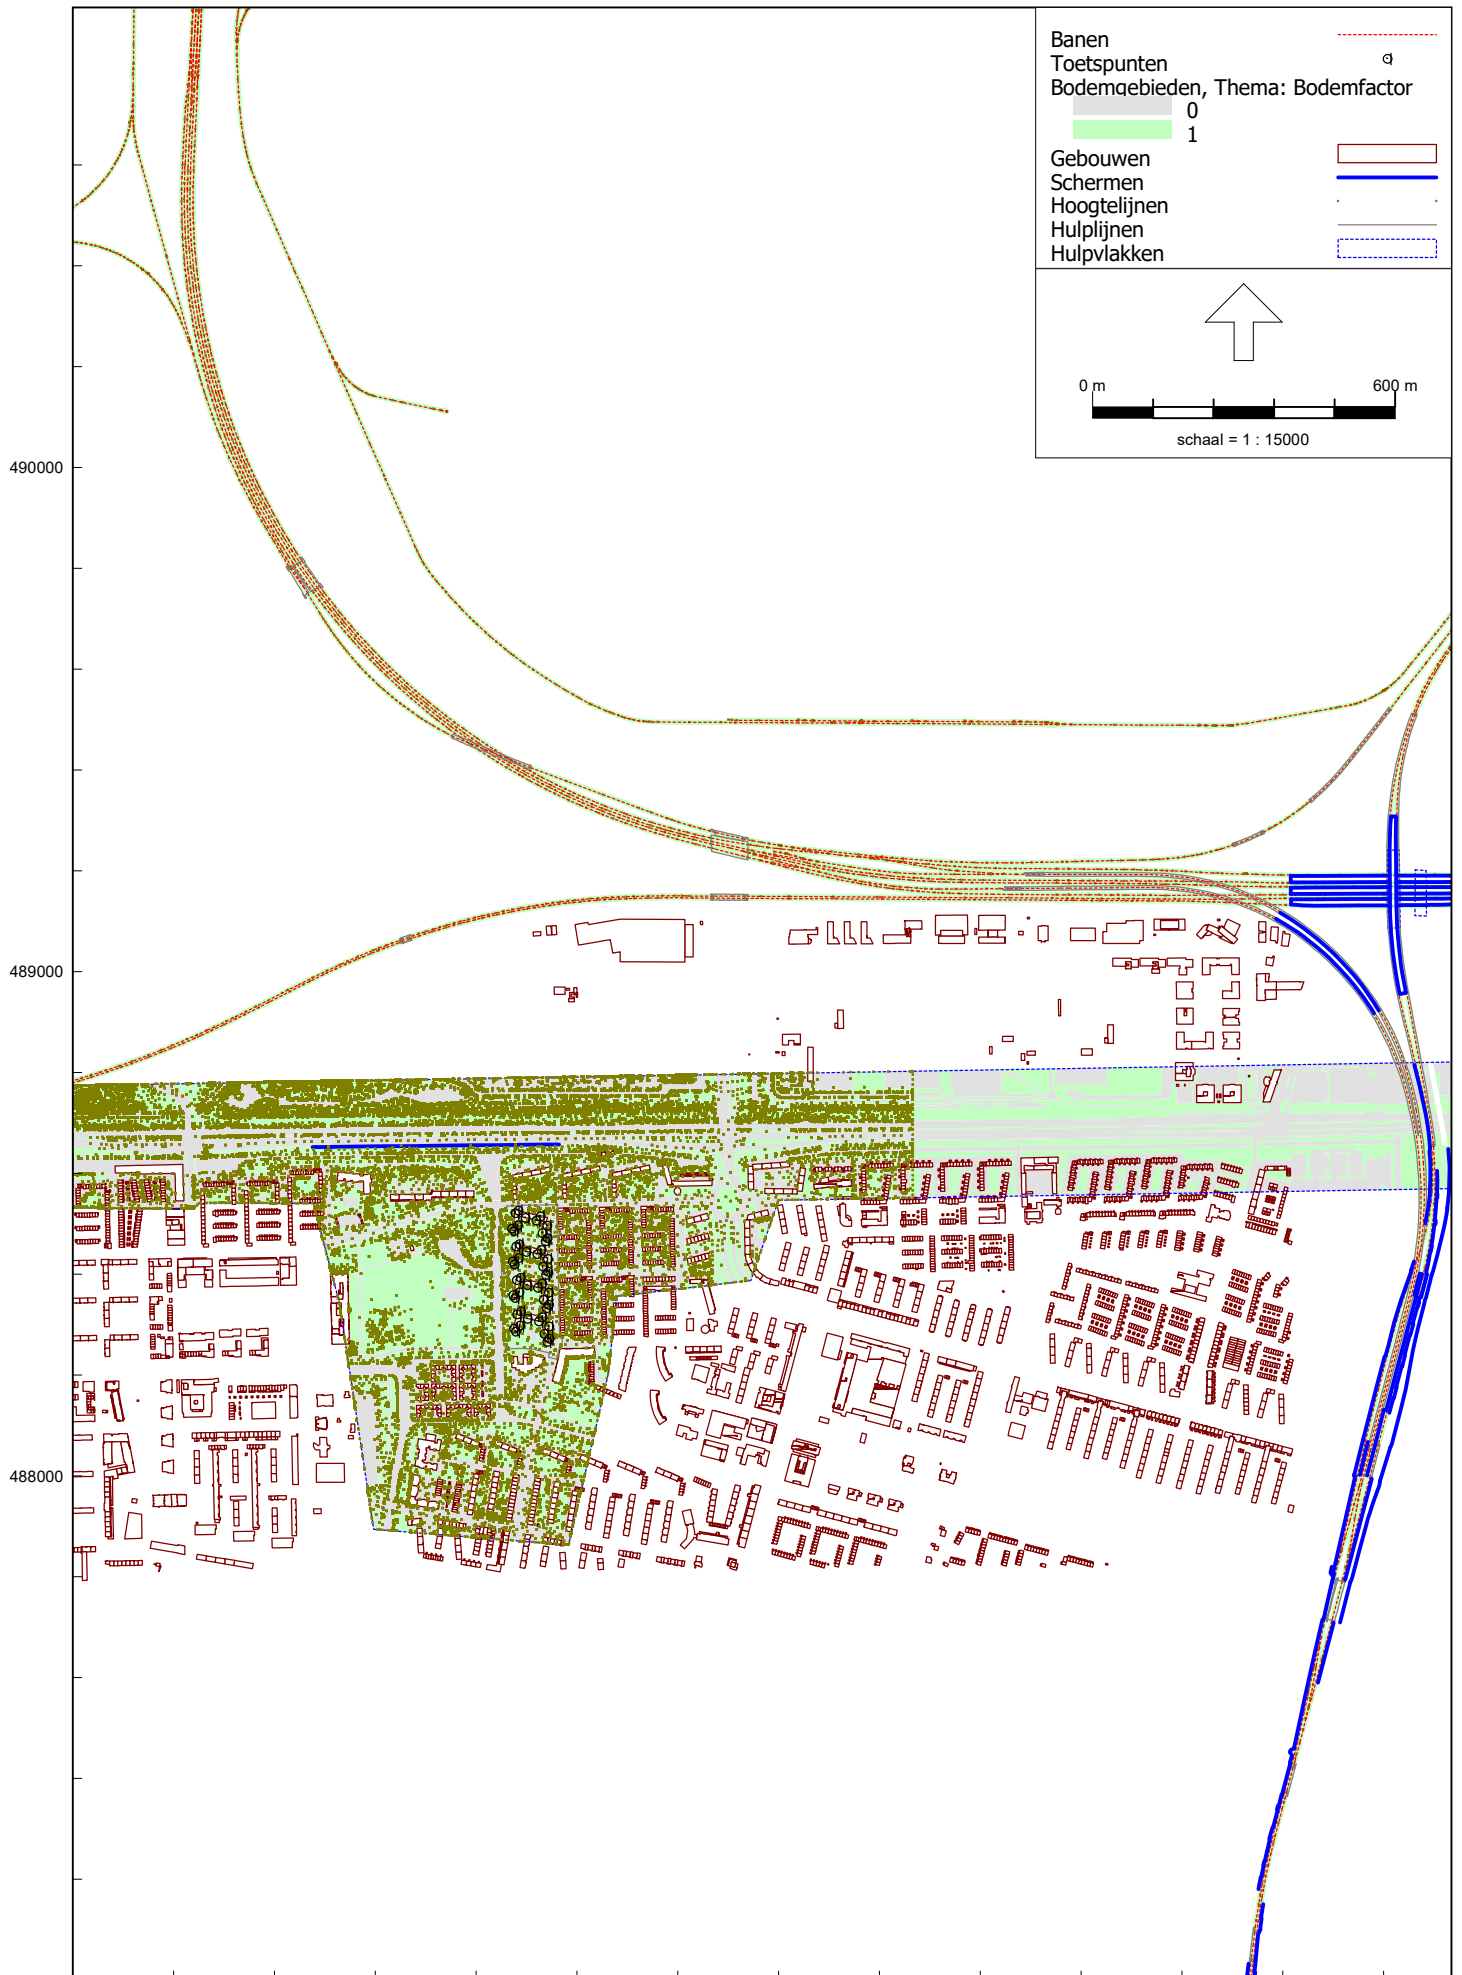 Banen
Toetspunten
Bodemgebieden, Thema: Bodemfactor
0
1
Gebouwen
Schermen
Hoogtelijnen
Hulplijnen
Hulpvlakken
0 m 600 m
schaal = 1 : 15000
490000
489000
488000